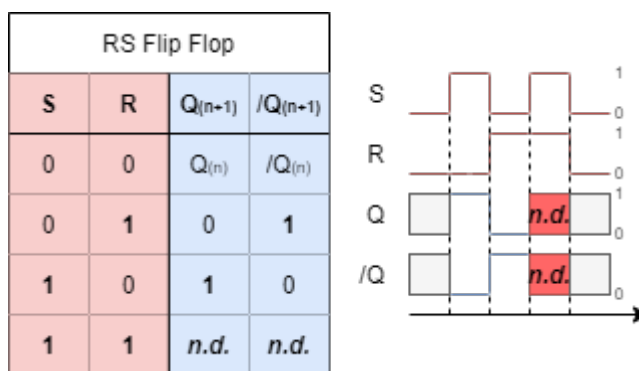 RS Flip Flop
S R Q(n+1) /Q(n+1)
0 0 Q(n) /Q(n)
0 1 0 1
1 0 1 0
1 1 n.d. n.d.
S 1 0
R 1 0
Q n.d. 1 0
/Q n.d. 1 0